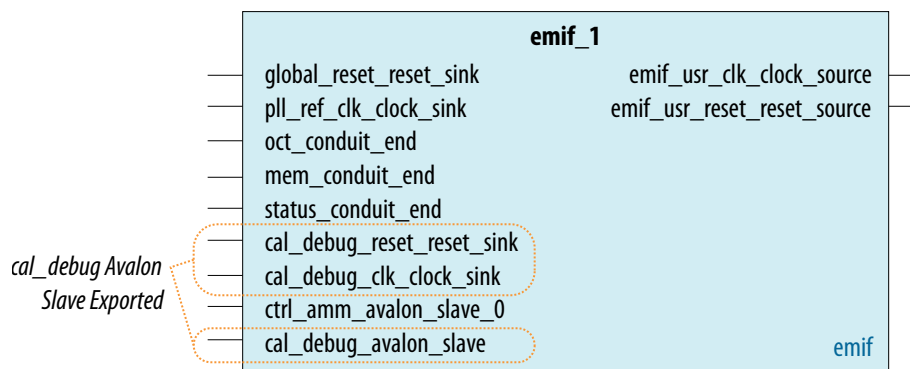 emif_1
global_reset_reset_sink
emif_usr_clk_clock_source
pll_ref_clk_clock_sink
emif_usr_reset_reset_source
oct_conduit_end
mem_conduit_end
status_conduit_end
cal_debug_reset_reset_sink
cal_debug_clk_clock_sink
ctrl_amm_avalon_slave_0
cal_debug_avalon_slave
cal_debug Avalon
Slave Exported
emif